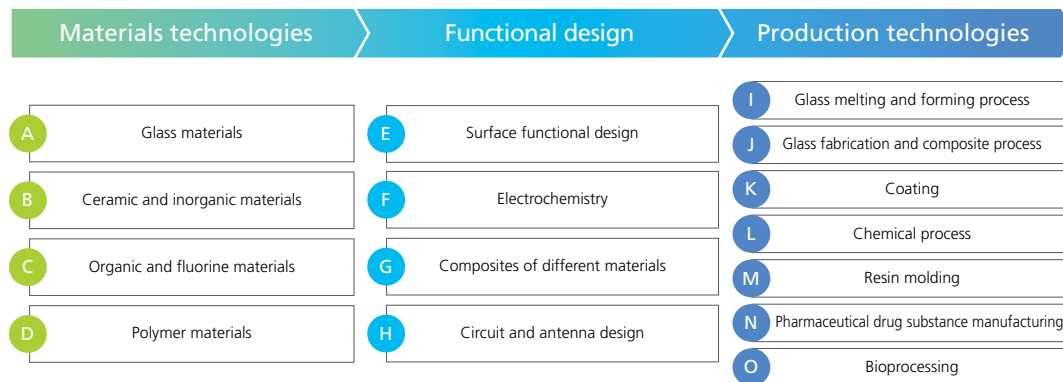 Materials technologies
Functional design
Production technologies
A Glass materials
B Ceramic and inorganic materials
C Organic and fluorine materials
D Polymer materials
E Surface functional design
F Electrochemistry
G Composites of different materials
H Circuit and antenna design
I Glass melting and forming process
J Glass fabrication and composite process
K Coating
L Chemical process
M Resin molding
N Pharmaceutical drug substance manufacturing
O Bioprocessing